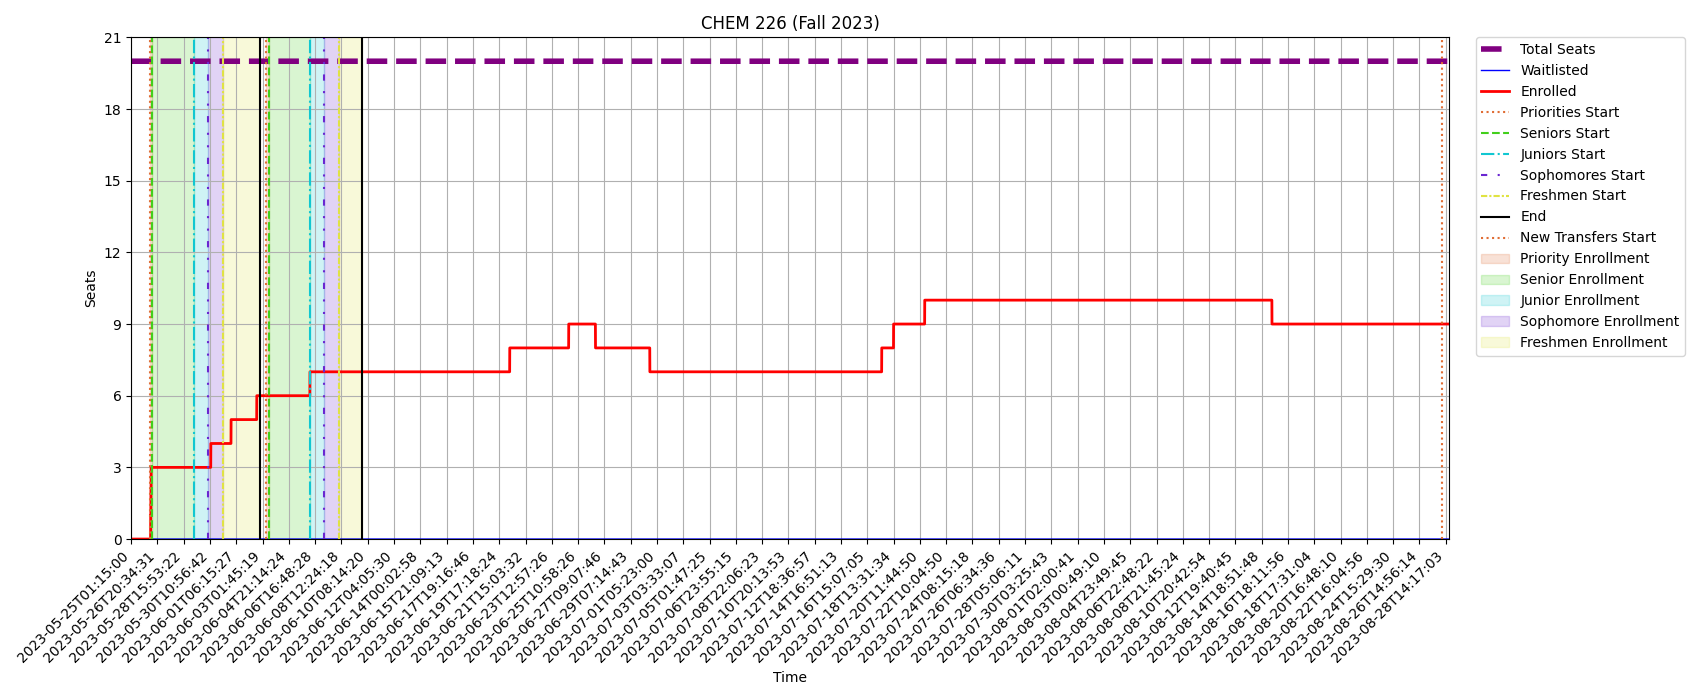 CHEM 226 (Fall 2023)
21
18
15
12
9
6
3
0
Seats
2023-05-25T01:15:00
2023-05-26T20:34:31
2023-05-28T15:53:22
2023-05-30T10:56:42
2023-06-01T06:15:27
2023-06-03T01:45:19
2023-06-04T21:14:24
2023-06-06T16:48:28
2023-06-08T12:24:18
2023-06-10T08:14:20
2023-06-12T04:05:30
2023-06-14T00:02:58
2023-06-15T21:09:13
2023-06-17T19:16:46
2023-06-19T17:18:24
2023-06-21T15:03:32
2023-06-23T12:57:26
2023-06-25T10:58:26
2023-06-27T09:07:46
2023-06-29T07:14:43
2023-07-01T05:23:00
2023-07-03T03:33:07
2023-07-05T01:47:25
2023-07-06T23:55:15
2023-07-08T22:06:23
2023-07-10T20:13:53
2023-07-12T18:36:57
2023-07-14T16:51:13
2023-07-16T15:07:05
2023-07-18T13:31:34
2023-07-20T11:44:50
2023-07-22T10:04:50
2023-07-24T08:15:18
2023-07-26T06:34:36
2023-07-28T05:06:11
2023-07-30T03:25:43
2023-08-01T02:00:41
2023-08-03T00:49:10
2023-08-04T23:49:45
2023-08-06T22:48:22
2023-08-08T21:45:24
2023-08-10T20:42:54
2023-08-12T19:40:45
2023-08-14T18:51:48
2023-08-16T18:11:56
2023-08-18T17:31:04
2023-08-20T16:48:10
2023-08-22T16:04:56
2023-08-24T15:29:30
2023-08-26T14:56:14
2023-08-28T14:17:03
Time
Total Seats
Waitlisted
Enrolled
Priorities Start
Seniors Start
Juniors Start
Sophomores Start
Freshmen Start
End
New Transfers Start
Priority Enrollment
Senior Enrollment
Junior Enrollment
Sophomore Enrollment
Freshmen Enrollment